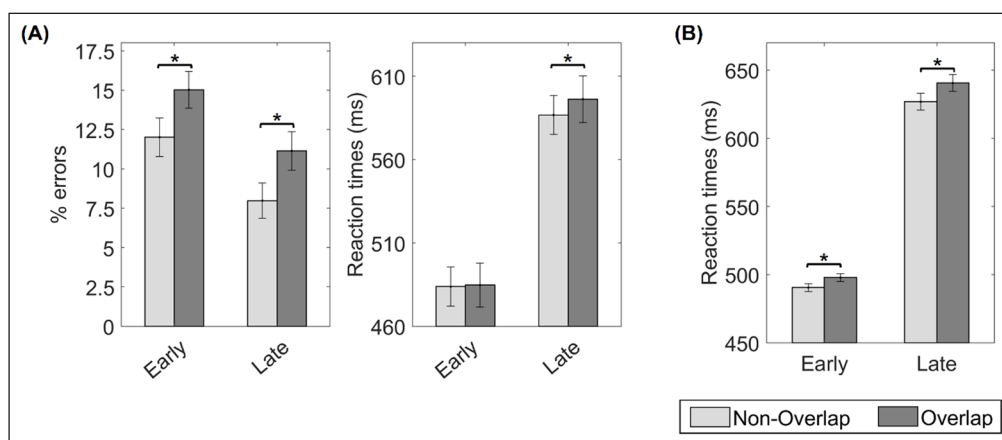 (A)
% errors
17.5
15
12.5
10
7.5
5
2.5
0
*
*
Early
Late
Reaction times (ms)
610
560
510
460
*
Early
Late
(B)
Reaction times (ms)
650
600
550
500
450
*
*
Early
Late
Non-Overlap
Overlap